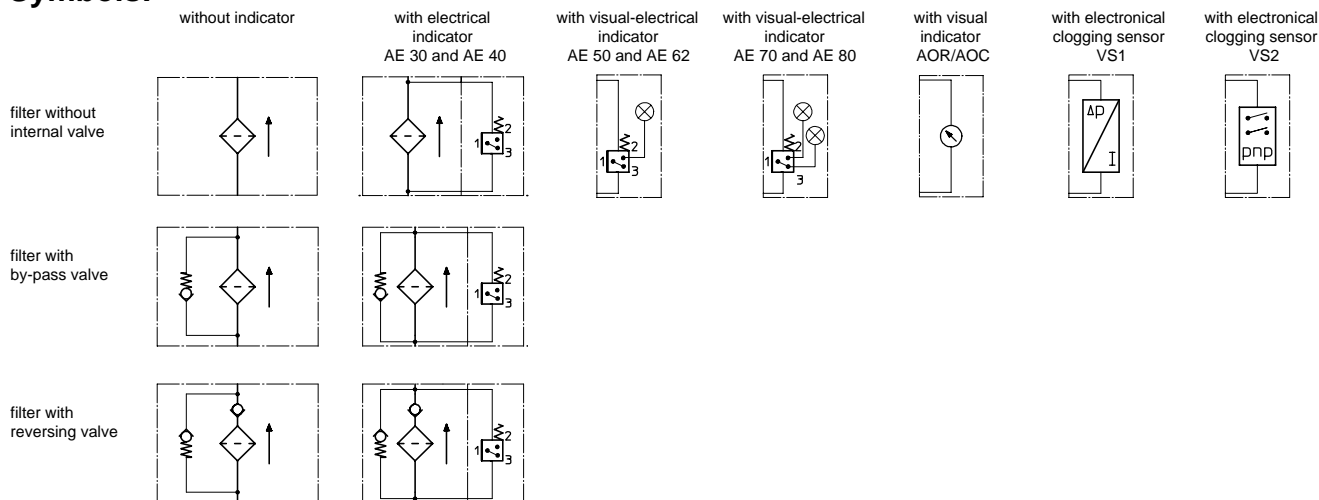 Symbols:
without indicator
with electrical
indicator
AE 30 and AE 40
with visual-electrical
indicator
AE 50 and AE 62
with visual-electrical
indicator
AE 70 and AE 80
with visual
indicator
AOR/AOC
with electronical
clogging sensor
VS1
with electronical
clogging sensor
VS2
filter without
internal valve
1 2 3
1 2 3
1 2 3
Δp
I
pnp
filter with
by-pass valve
1 2 3
filter with
reversing valve
1 2 3